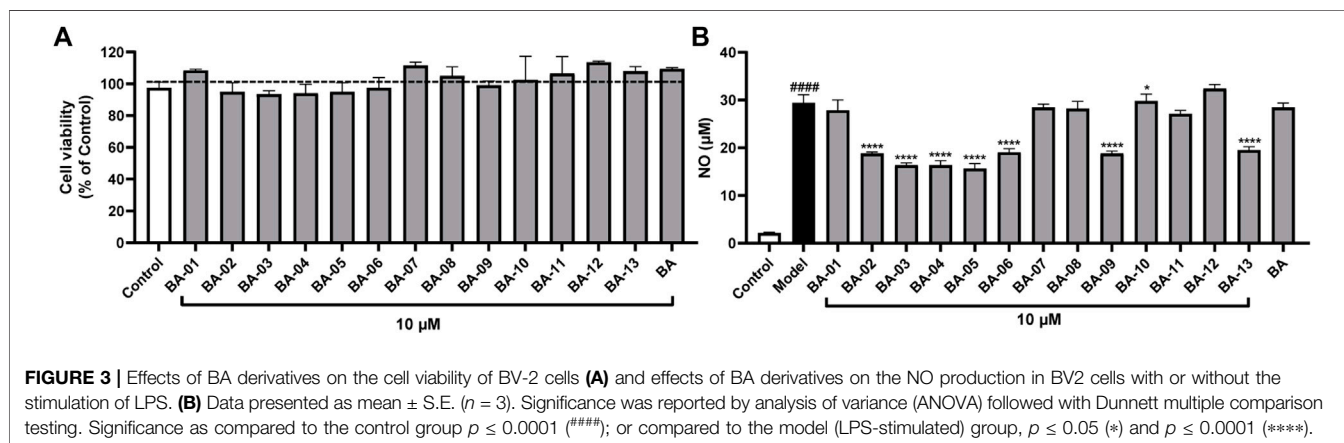 A
Cell viability
(% of Control)
120
100
80
60
40
20
0
Control
BA-01
BA-02
BA-03
BA-04
BA-05
BA-06
BA-07
BA-08
BA-09
BA-10
BA-11
BA-12
BA-13
BA
10 μM
B
NO (μM)
40
30
20
10
0
####
****
****
****
****
****
****
*
****
Control
Model
BA-01
BA-02
BA-03
BA-04
BA-05
BA-06
BA-07
BA-08
BA-09
BA-10
BA-11
BA-12
BA-13
BA
10 μM
FIGURE 3 | Effects of BA derivatives on the cell viability of BV-2 cells (A) and effects of BA derivatives on the NO production in BV2 cells with or without the
stimulation of LPS. (B) Data presented as mean ± S.E. (n = 3). Significance was reported by analysis of variance (ANOVA) followed with Dunnett multiple comparison
testing. Significance as compared to the control group p ≤ 0.0001 (####); or compared to the model (LPS-stimulated) group, p ≤ 0.05 (*) and p ≤ 0.0001 (****).